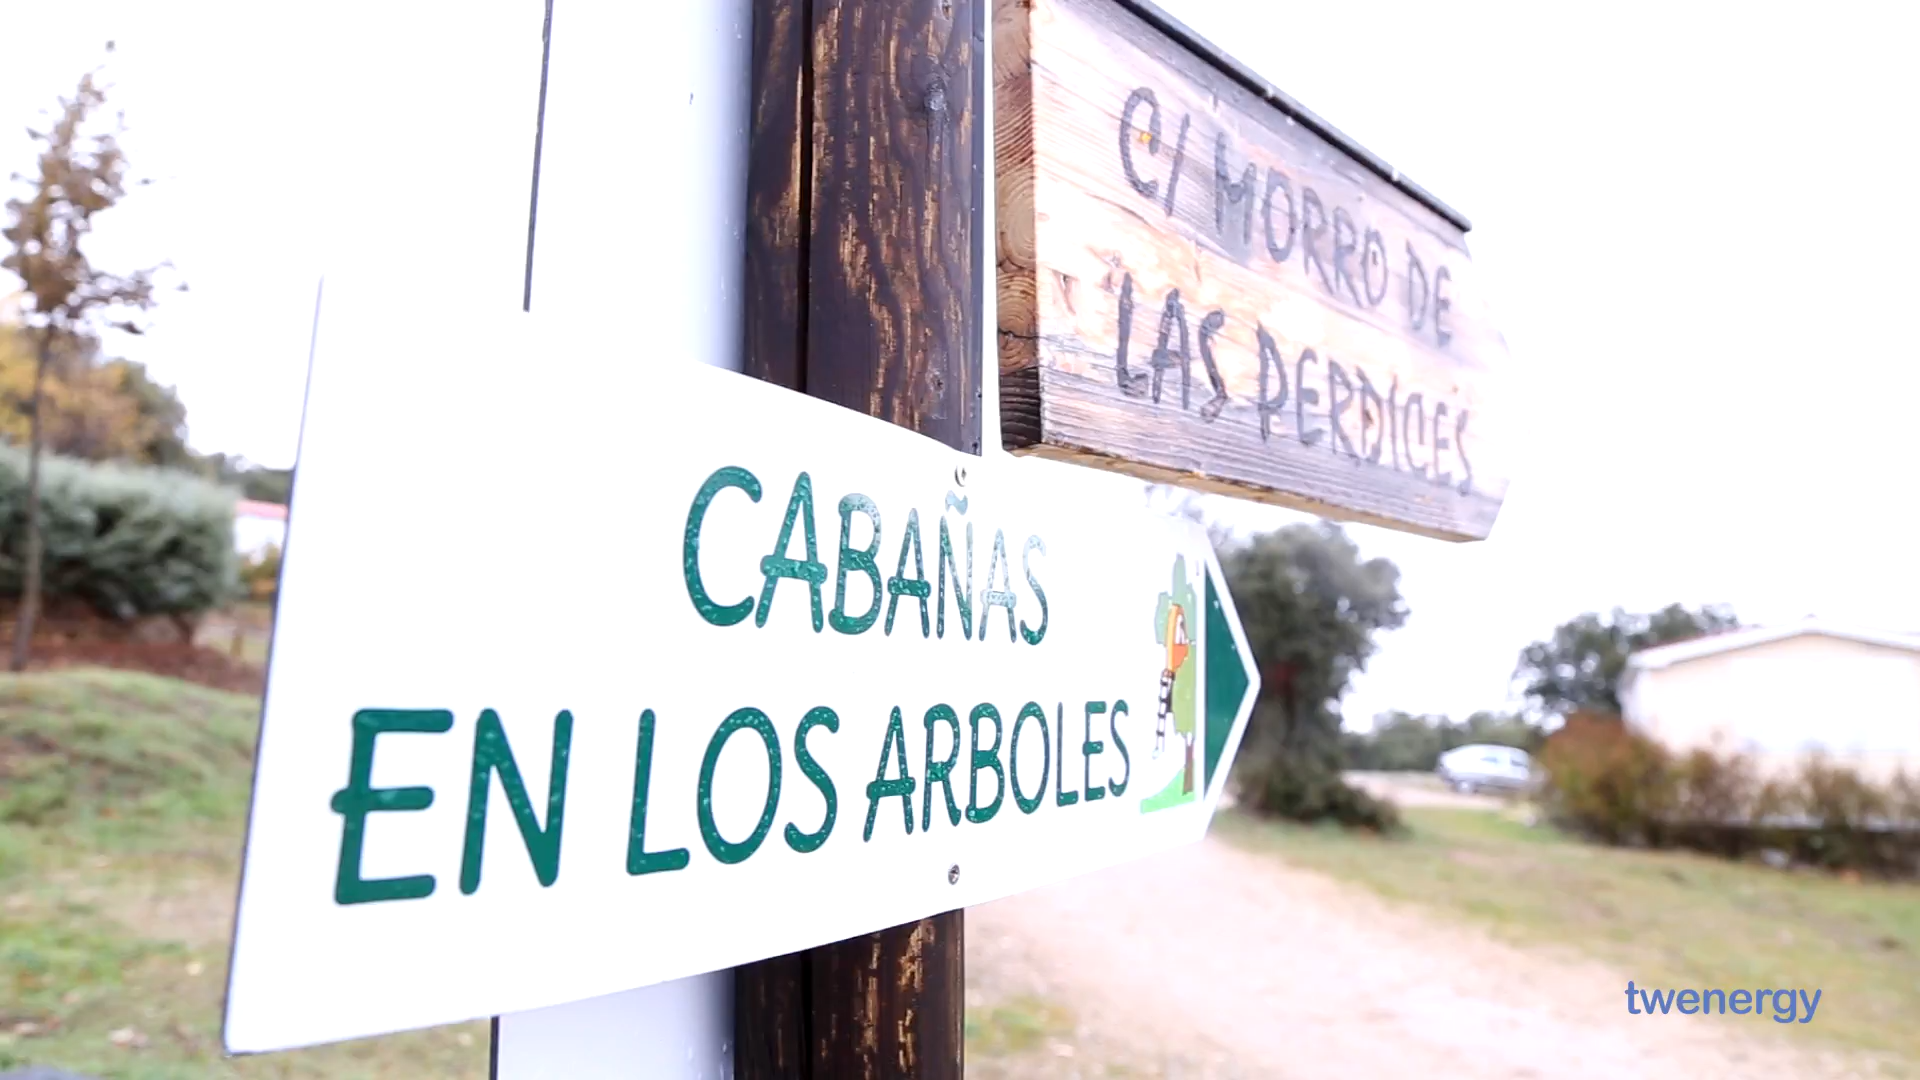 C/ MORRO DE
LAS PERDICES
CABAÑAS
EN LOS ARBOLES
twenergy